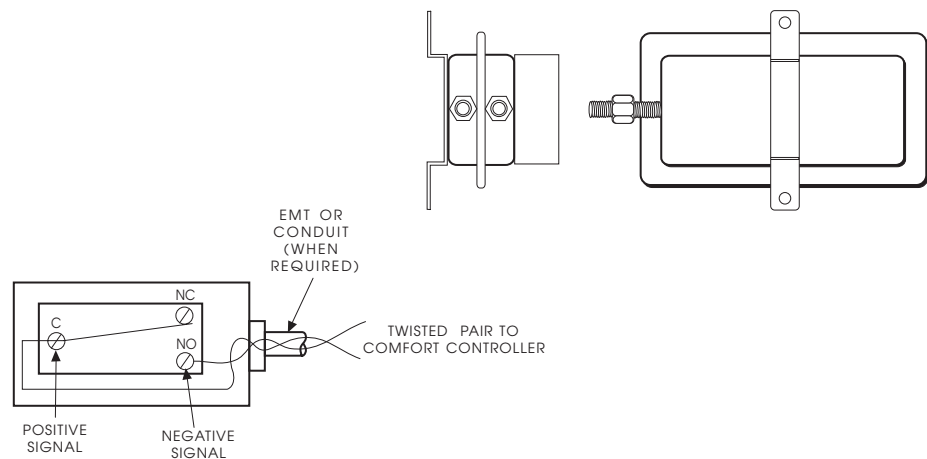 EMT OR
CONDUIT
(WHEN
REQUIRED)
NC
C
NO
TWISTED PAIR TO
COMFORT CONTROLLER
POSITIVE
SIGNAL
NEGATIVE
SIGNAL